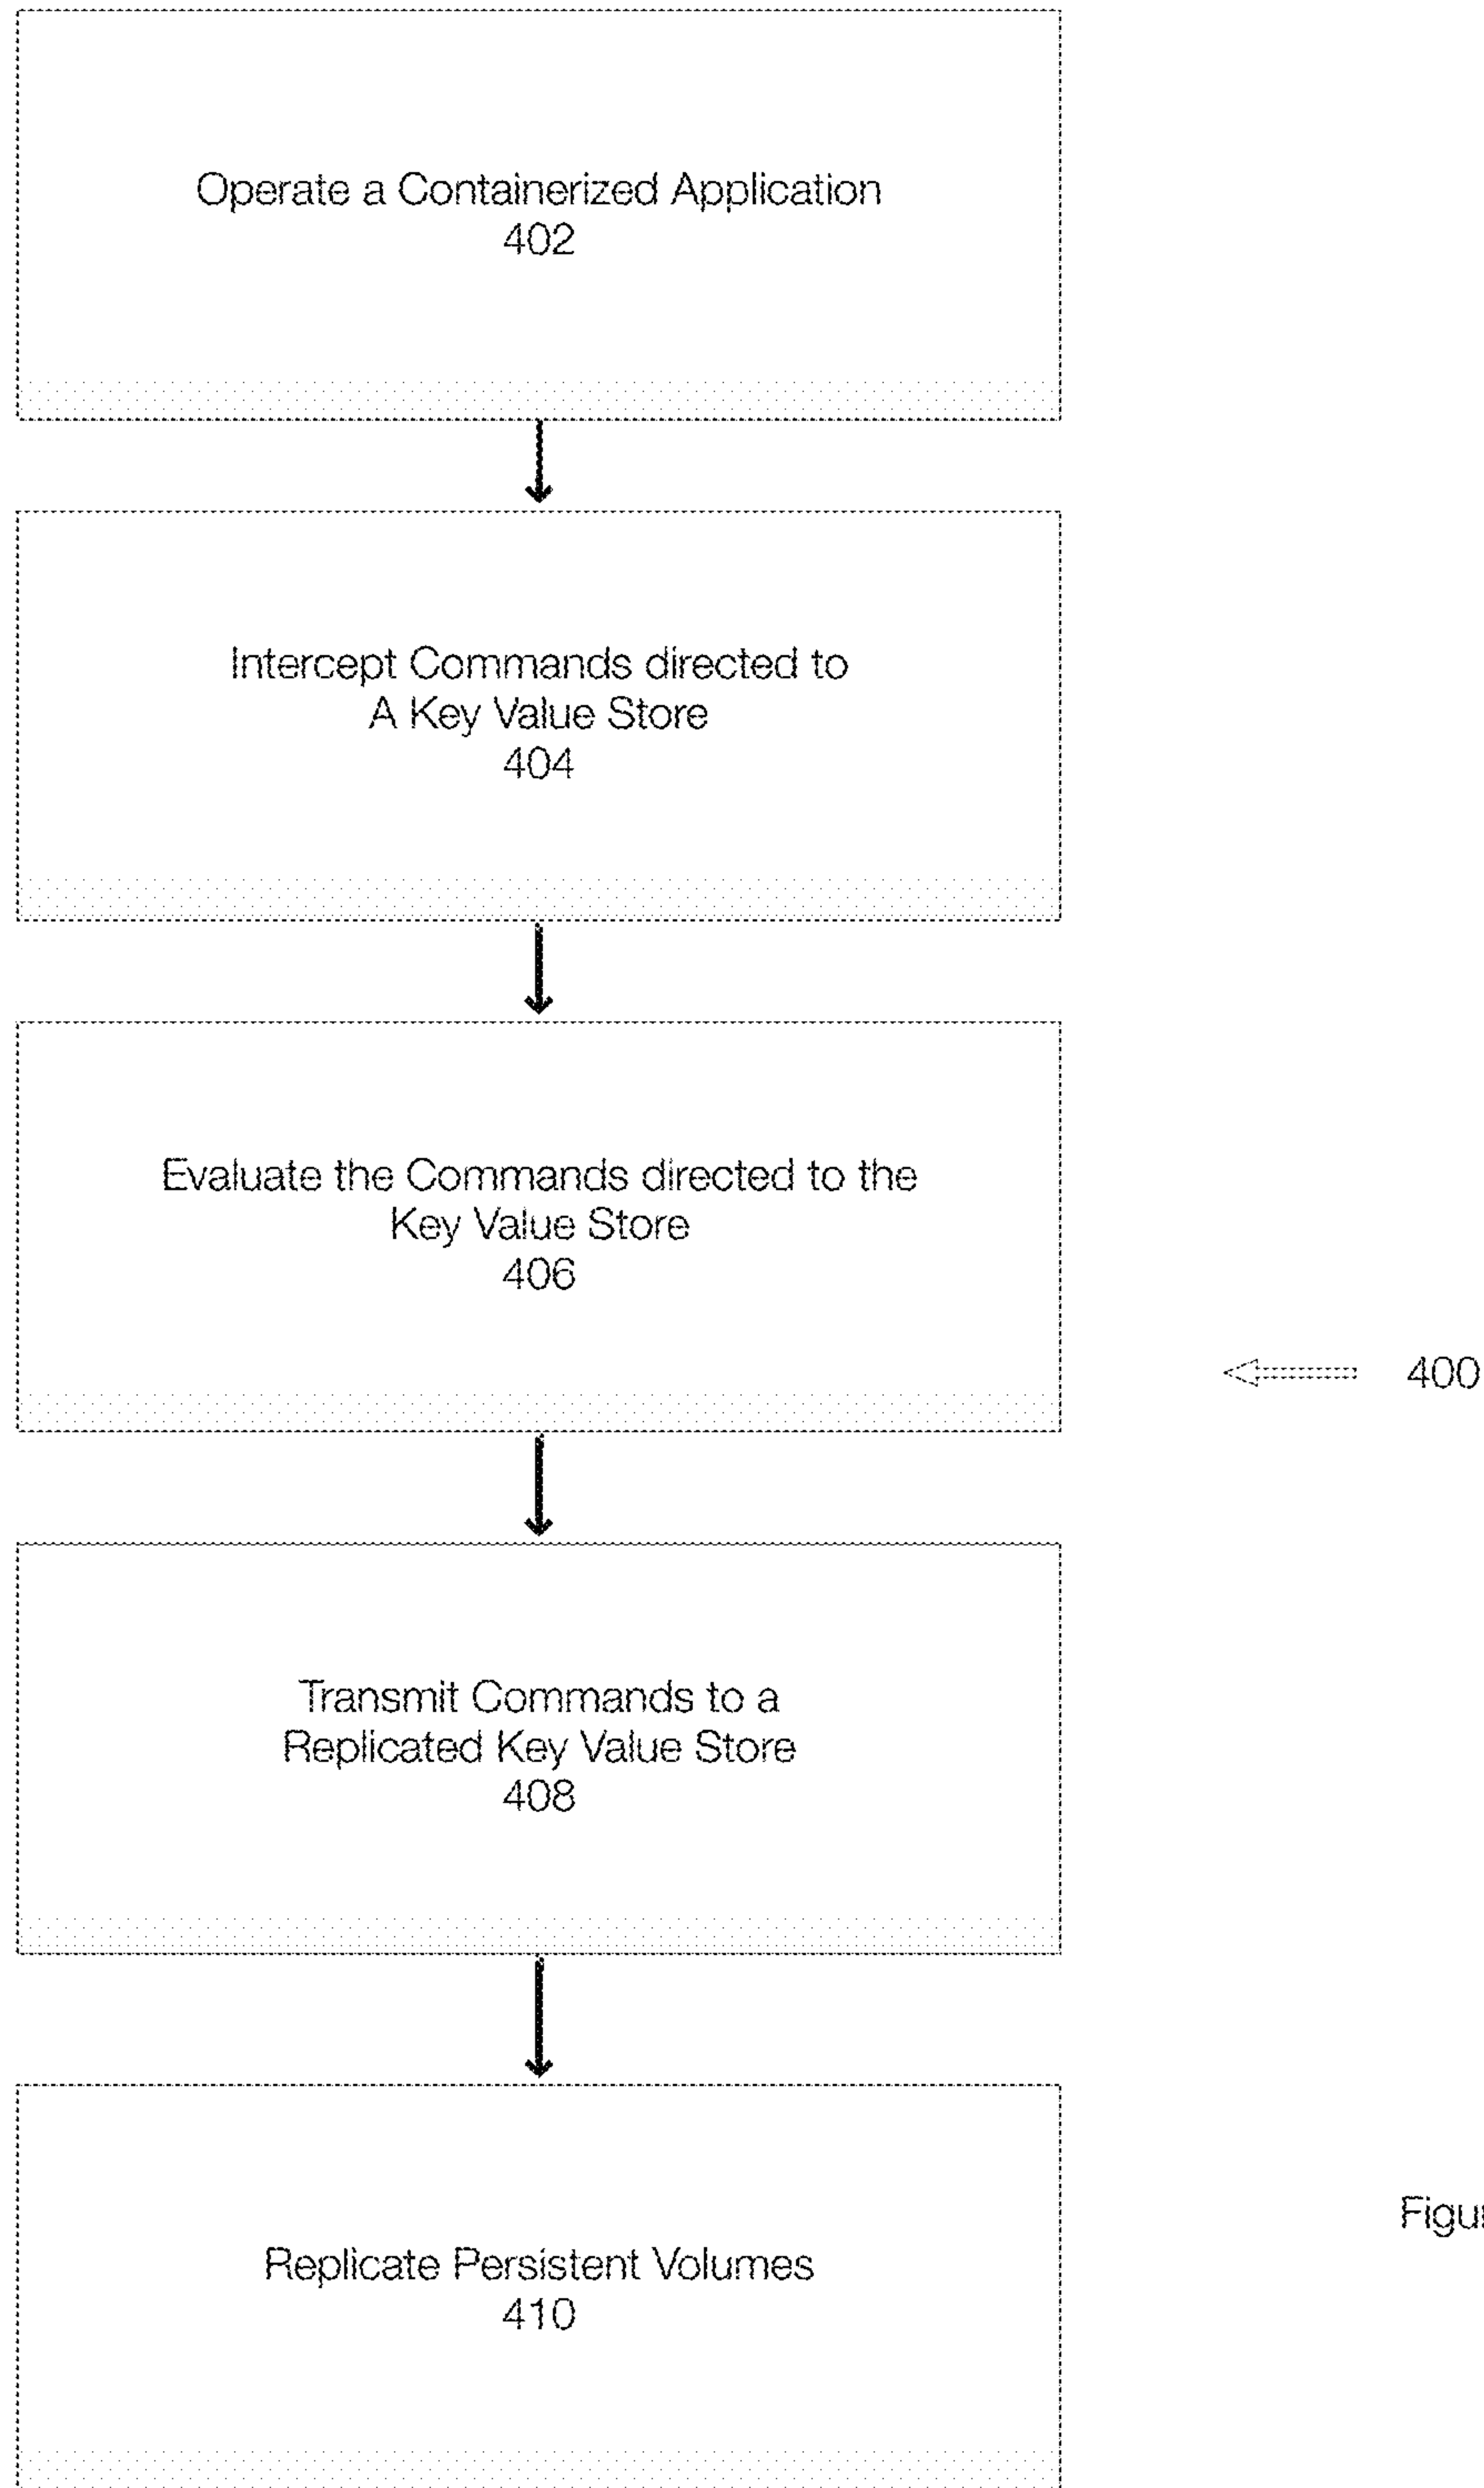 Operate a Containerized Application
402
Intercept Commands directed to
A Key Value Store
404
Evaluate the Commands directed to the
Key Value Store
406
400
Transmit Commands to a
Replicated Key Value Store
408
Replicate Persistent Volumes
410